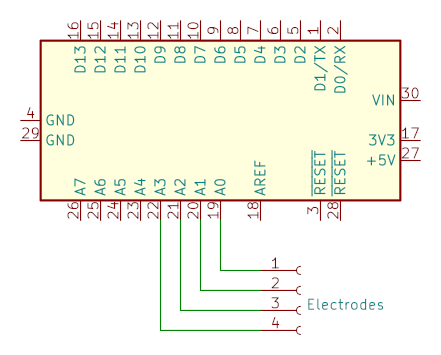 16 15 14 13 12 11 10 9 8 7 6 5 1 2
D13 D12 D11 D10 D9 D8 D7 D6 D5 D4 D3 D2 D1/TX D0/RX
VIN 30
4 GND
29 GND
3V3 17
+5V 27
A7 A6 A5 A4 A3 A2 A1 A0 AREF RESET RESET
26 25 24 23 22 21 20 19 18 3 28
1
2
3
Electrodes
4